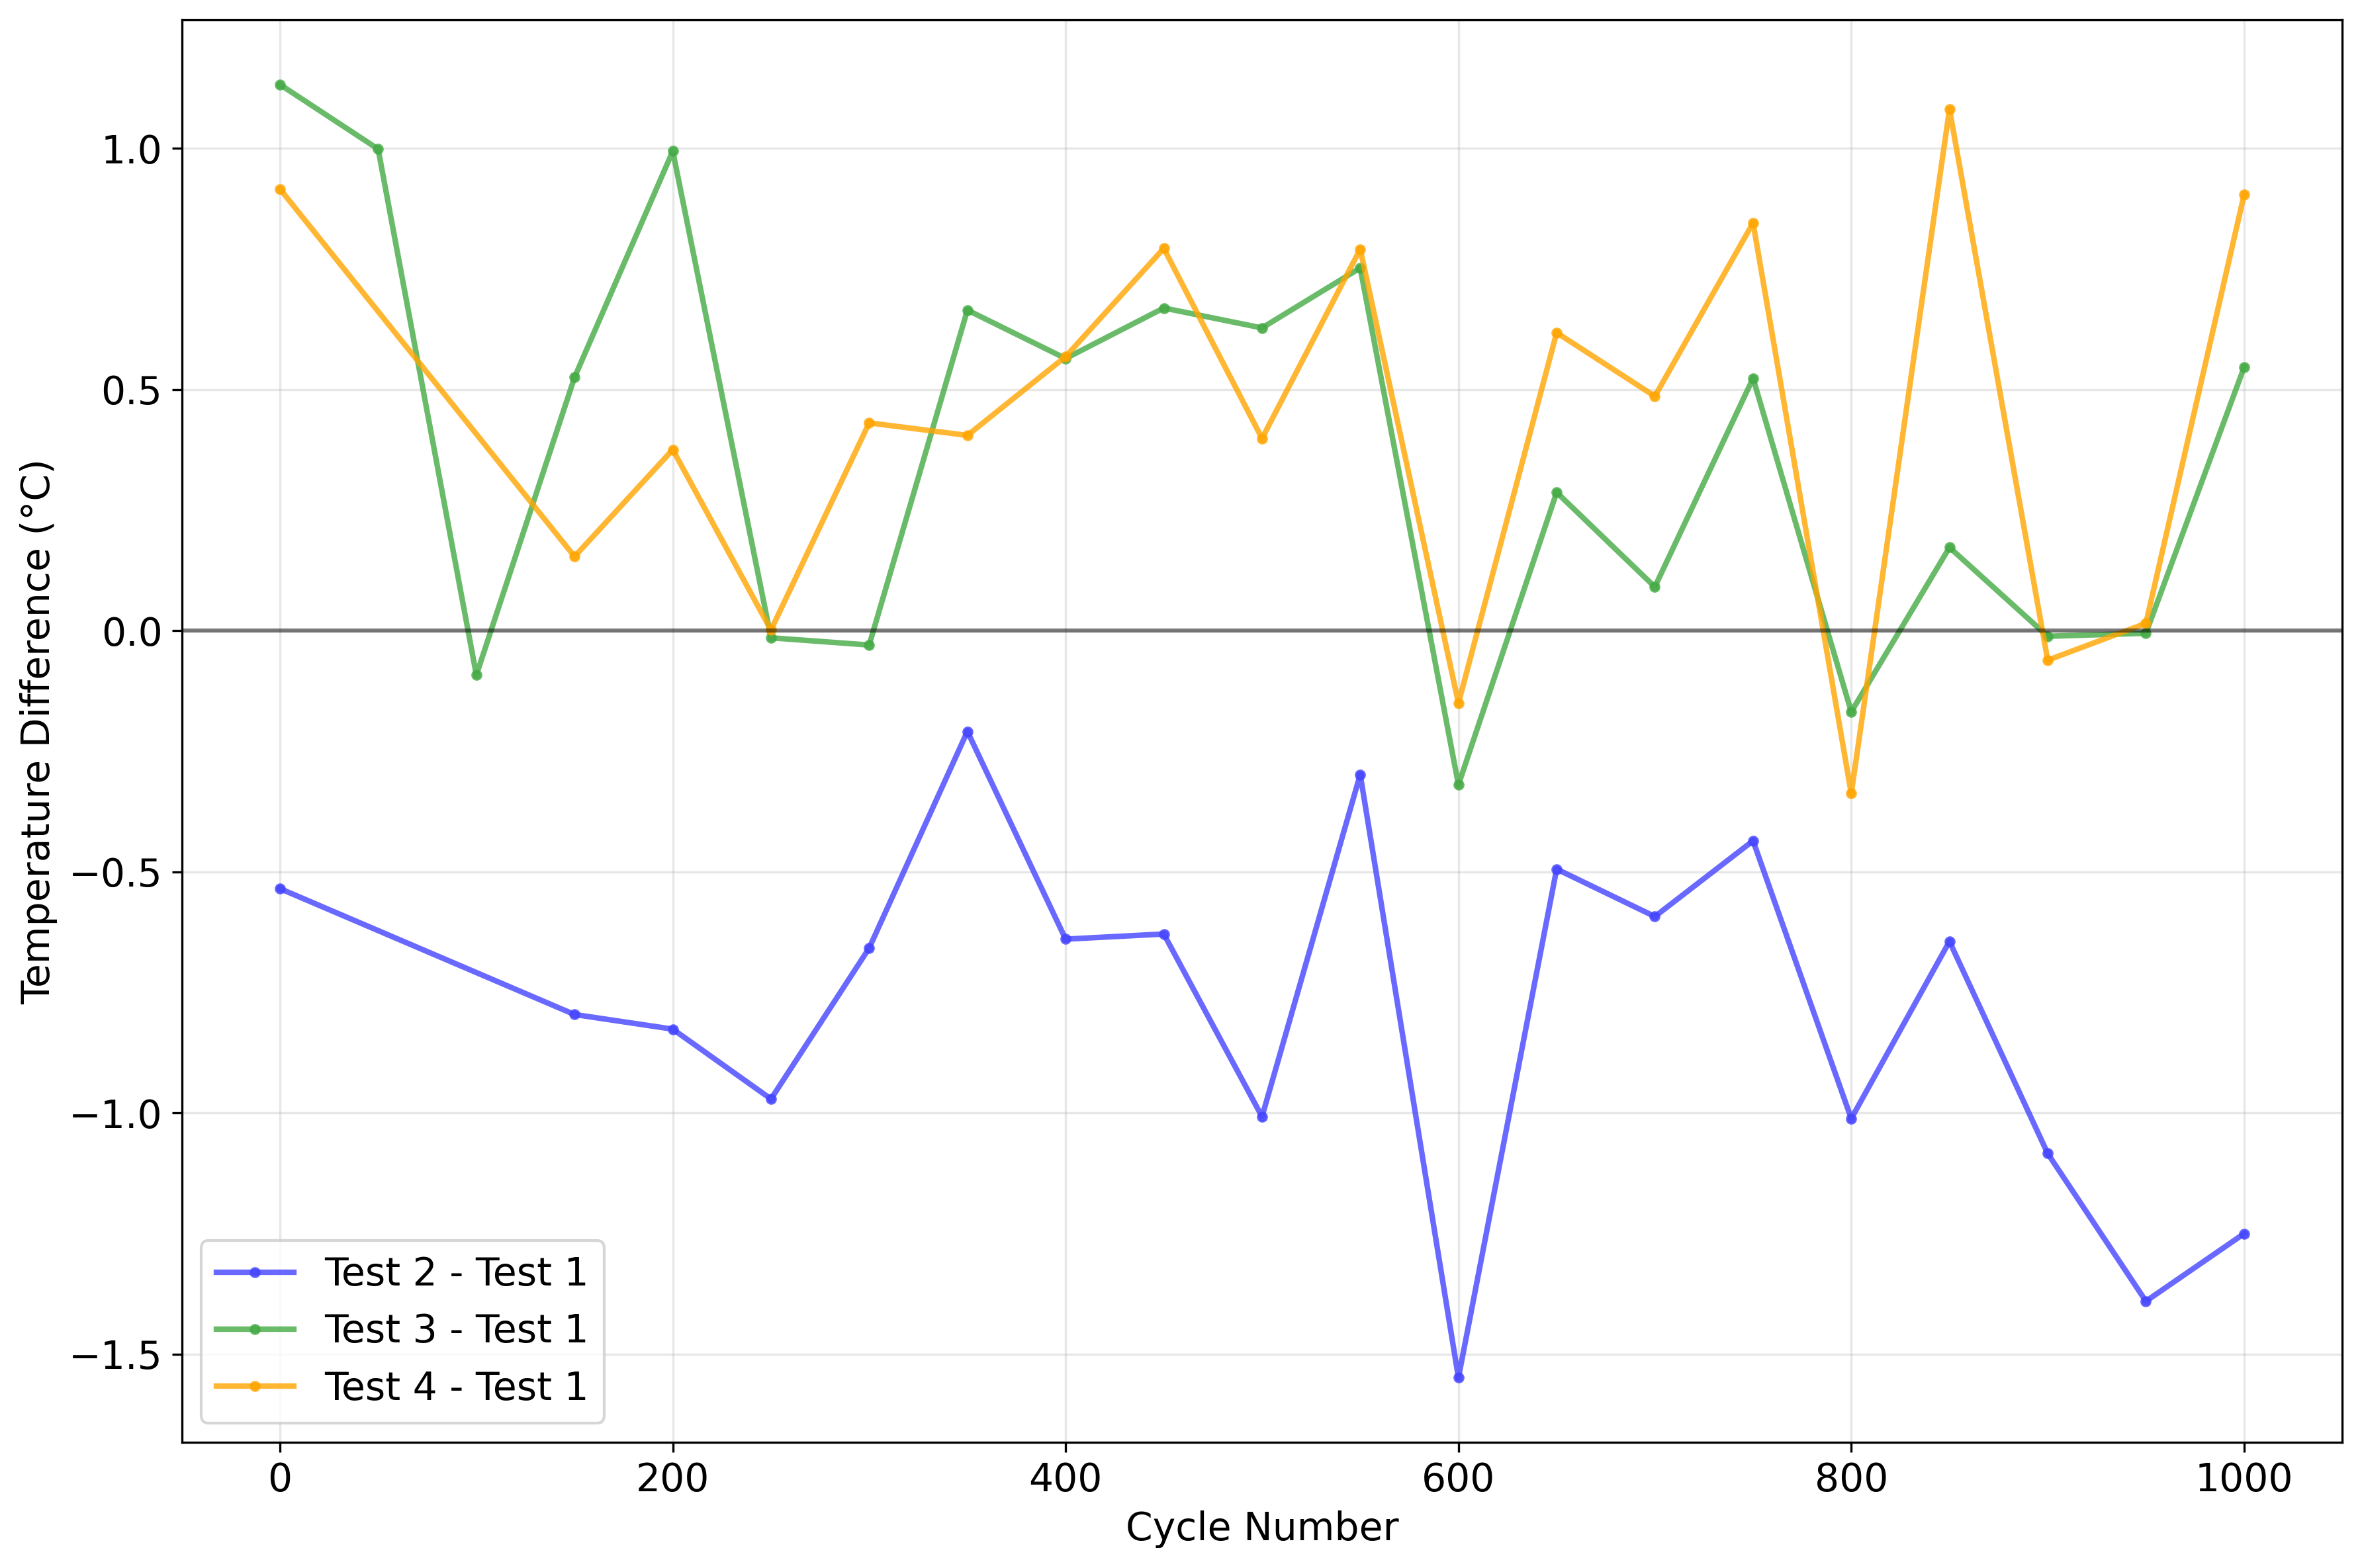 Temperature Difference (°C)
1.0
0.5
0.0
−0.5
−1.0
−1.5
Test 2 - Test 1
Test 3 - Test 1
Test 4 - Test 1
0 200 400 600 800 1000
Cycle Number